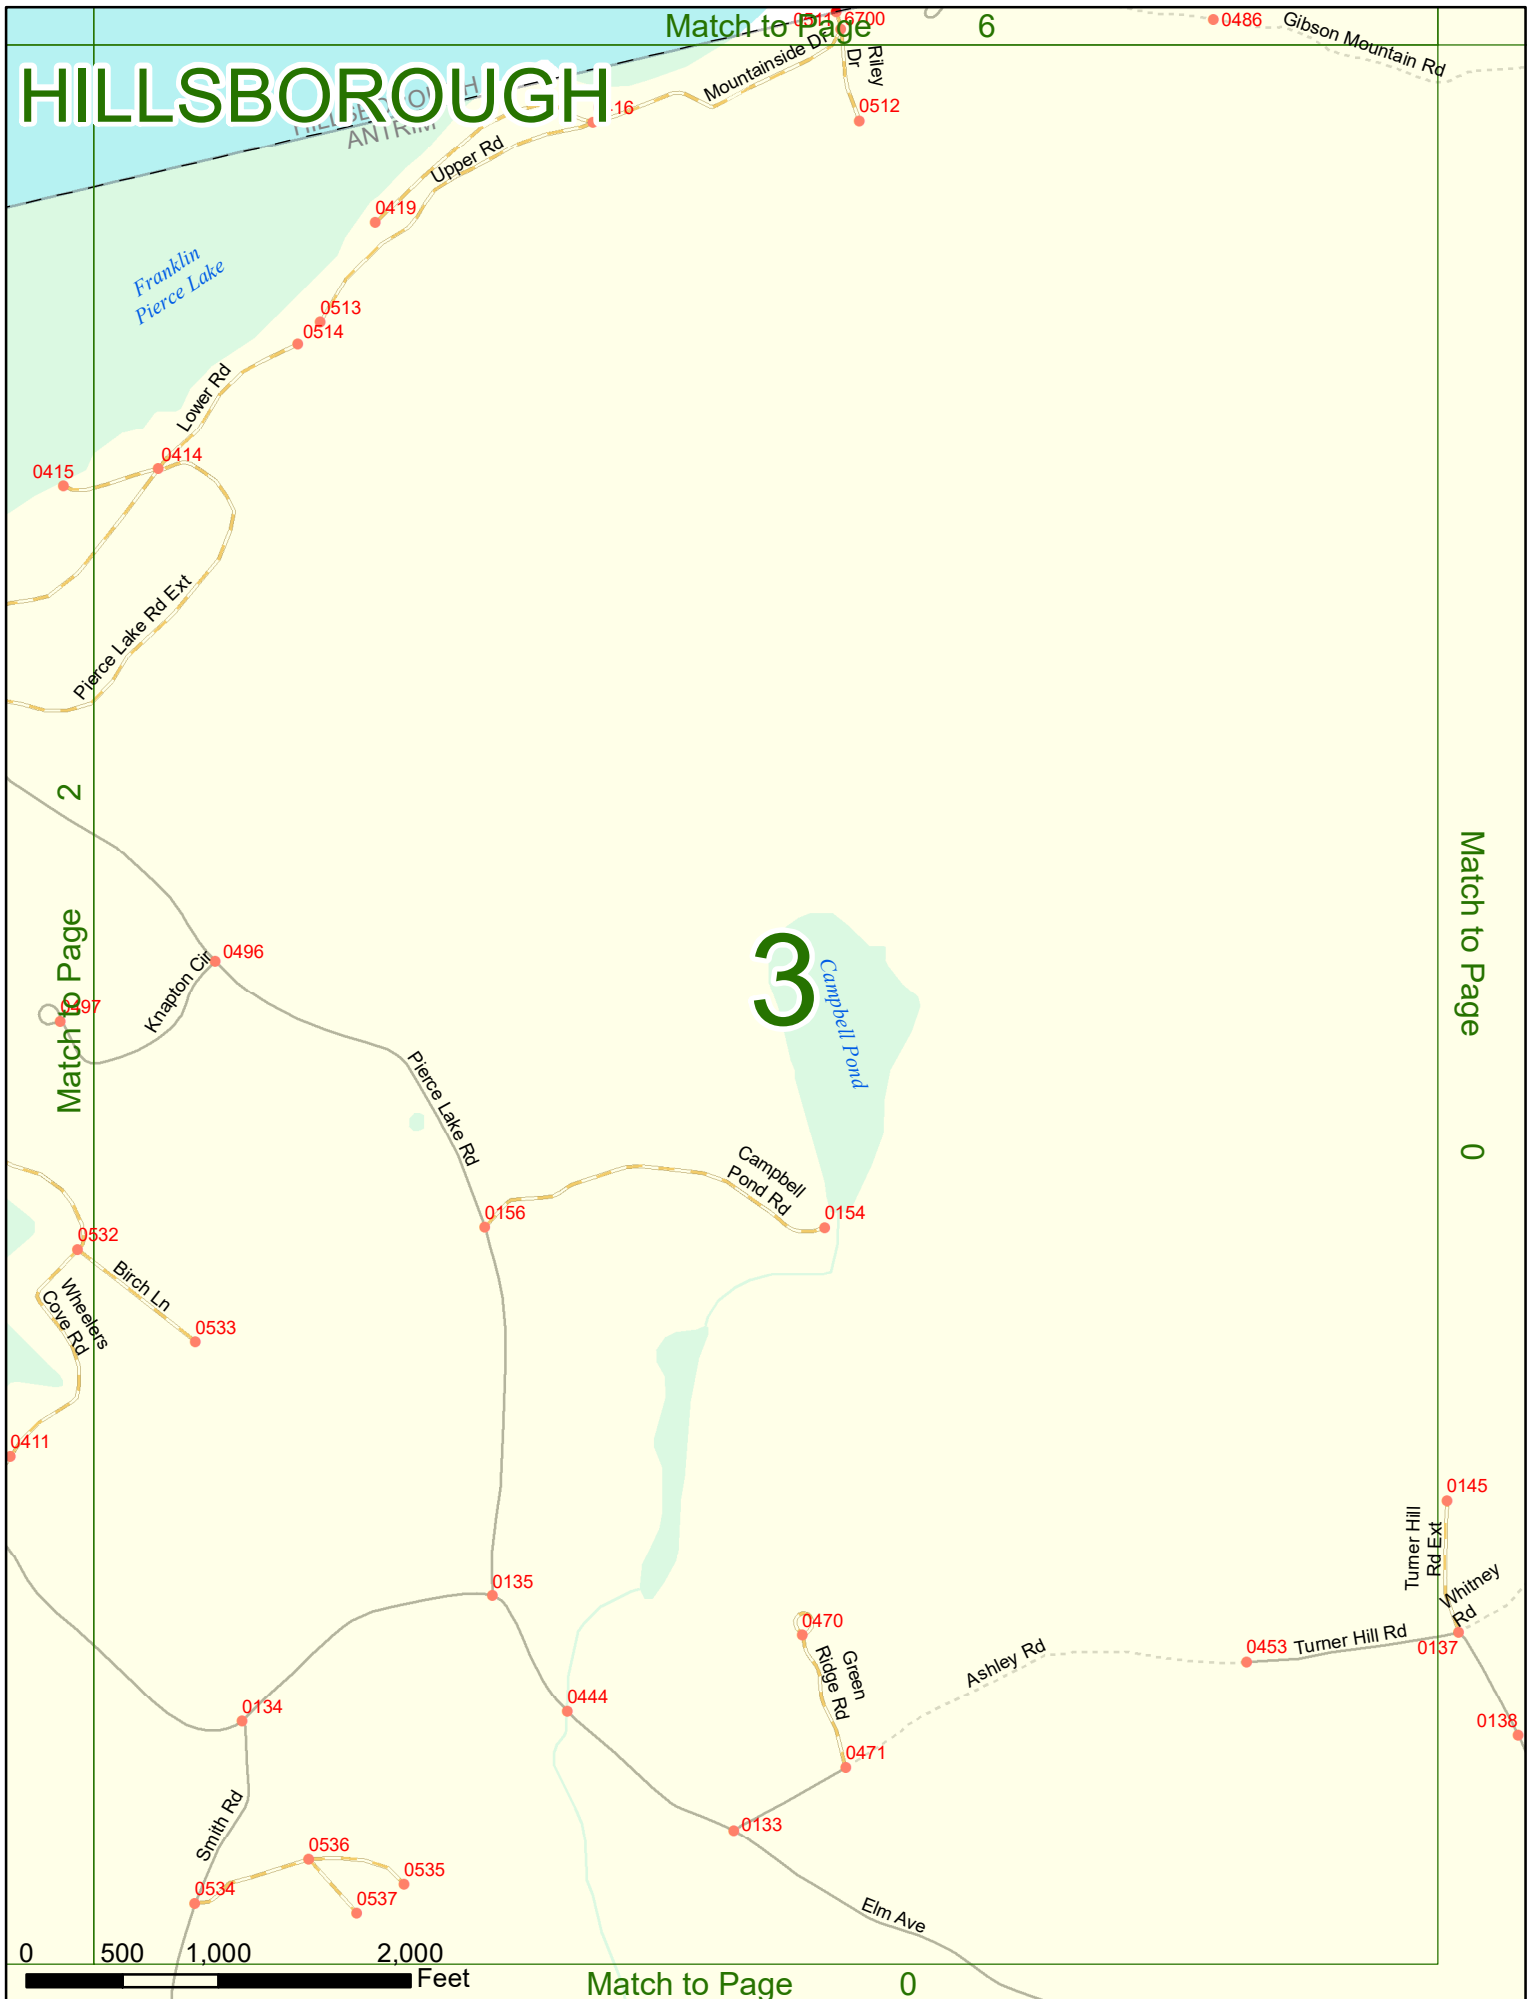 Match to Page 6
0511
6700
0486
Gibson Mountain Rd
HILLSBOROUGH
HILLSBOROUGH
ANTRIM
Mountainside Dr
Riley
Dr
0512
Upper Rd
0419
Franklin
Pierce Lake
0513
0514
Lower Rd
0414
0415
Pierce Lake Rd Ext
2
Match to Page
Match to Page
0
0496
Knapton Cir
0497
3
Campbell Pond
Pierce Lake Rd
Campbell
Pond Rd
0156
0154
0532
Birch Ln
Wheelers
Cove Rd
0533
0411
0145
Turner Hill
Rd Ext
Whitney
Rd
0135
0470
Green
Ridge Rd
Ashley Rd
0453
Turner Hill Rd
0137
0134
0444
0138
0471
Smith Rd
0133
0536
0535
0534
0537
Elm Ave
0 500 1,000 2,000
Feet
Match to Page 0